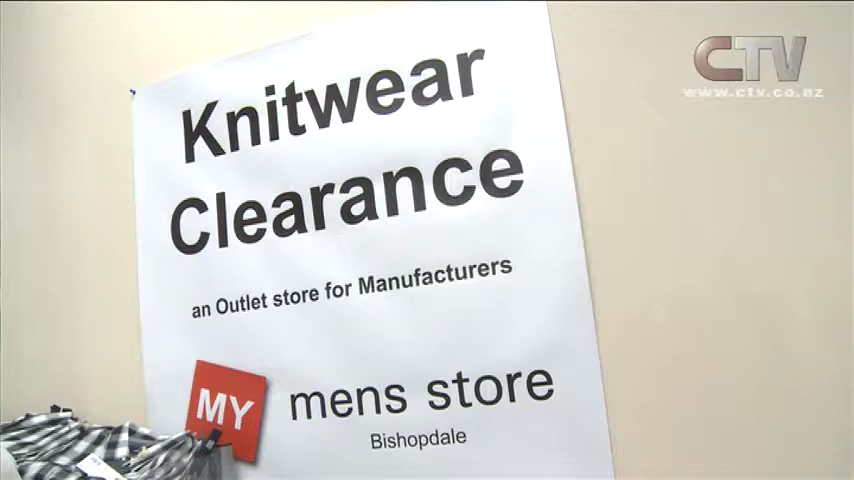 CTV
www.ctv.co.nz
Knitwear
Clearance
an Outlet store for Manufacturers
MY mens store
Bishopdale